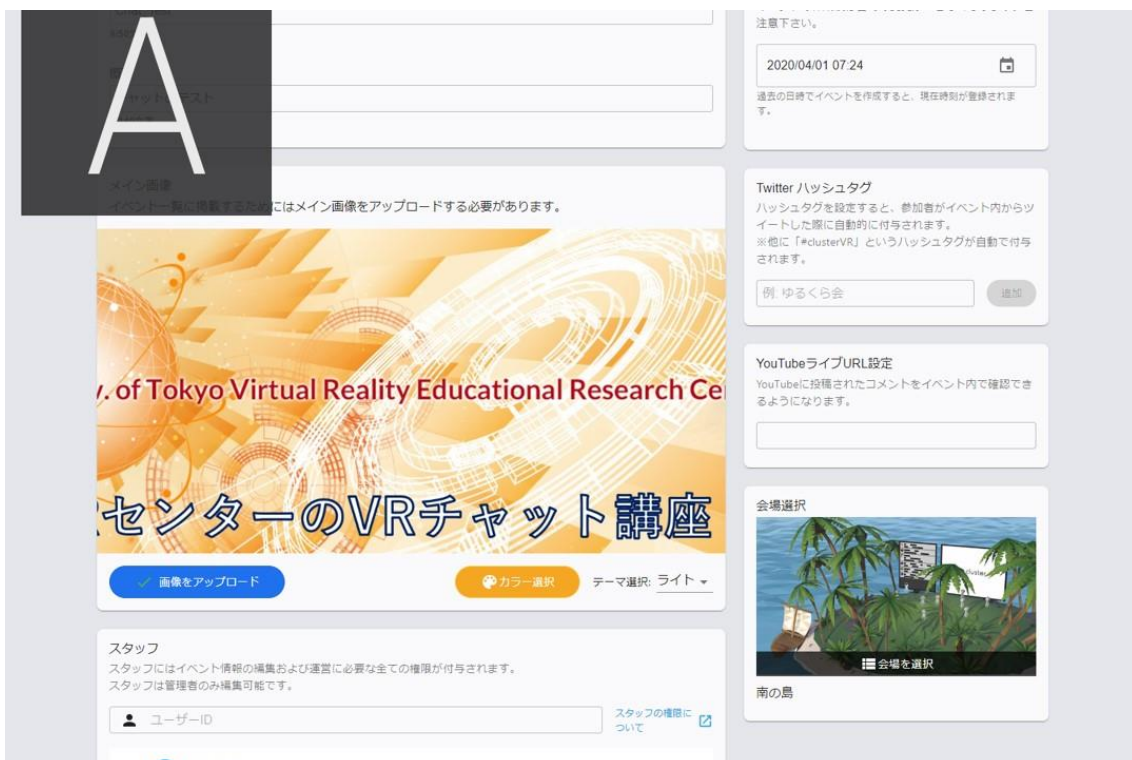 A
メイン画像
イベント一覧に掲載するためにはメイン画像をアップロードする必要があります。
y. of Tokyo Virtual Reality Educational Research Ce
センターのVRチャット講座
画像をアップロード
カラー選択
テーマ選択: ライト
スタッフ
スタッフにはイベント情報の編集および運営に必要な全ての権限が付与されます。
スタッフは管理者のみ編集可能です。
ユーザーID
スタッフの権限に
ついて
注意下さい。
2020/04/01 07:24
過去の日時でイベントを作成すると、現在時刻が登録されま
す。
Twitter ハッシュタグ
ハッシュタグを設定すると、参加者がイベント内からツ
イートした際に自動的に付与されます。
※他に「#clusterVR」というハッシュタグが自動で付与
されます。
例: ゆるくら会
追加
YouTubeライブURL設定
YouTubeに投稿されたコメントをイベント内で確認でき
るようになります。
会場選択
cluster
会場を選択
南の島